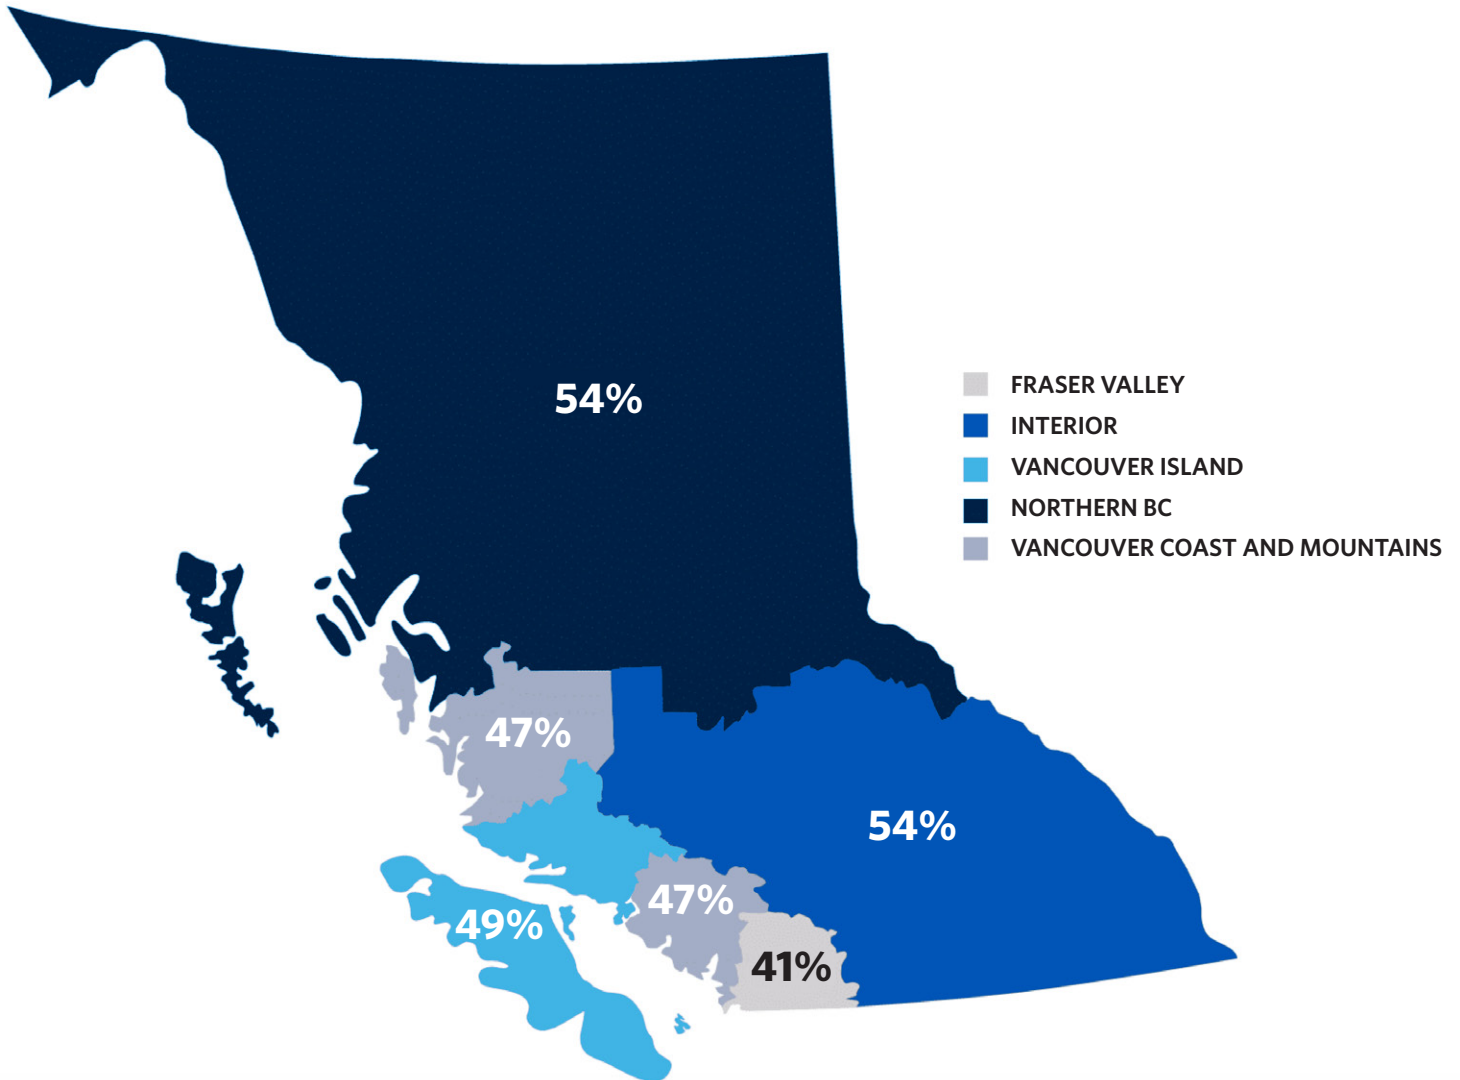 54%
FRASER VALLEY
INTERIOR
VANCOUVER ISLAND
NORTHERN BC
VANCOUVER COAST AND MOUNTAINS
47%
54%
47%
49%
41%